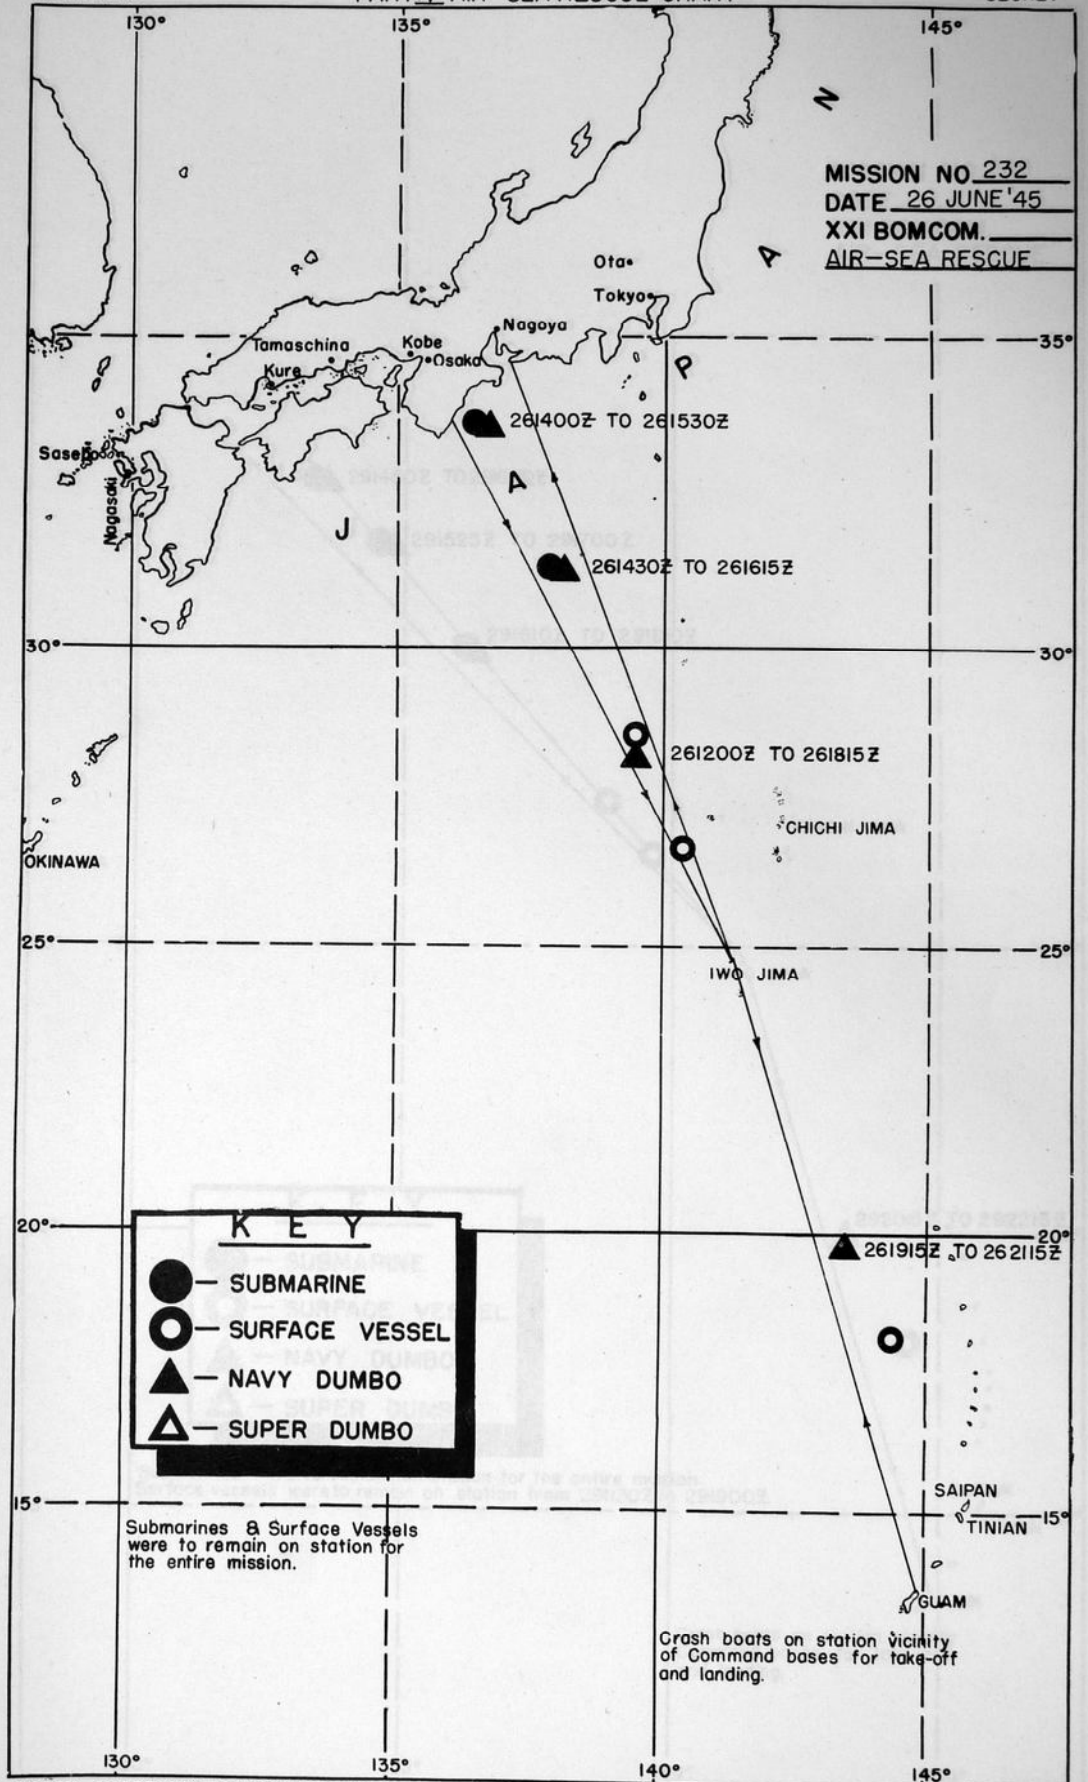 130°
135°
145°
N
MISSION NO. 232
DATE 26 JUNE '45
XXI BOMCOM.
AIR-SEA RESCUE
A
Ota
Tokyo
Nagoya
35°
Tamaschina
Kobe
Osaka
Kure
P
261400Z TO 261530Z
Sasepo
Nagasaki
A
J
261430Z TO 261615Z
30°
30°
261200Z TO 261815Z
CHICHI JIMA
OKINAWA
25°
25°
IWO JIMA
20°
20°
261915Z TO 262115Z
KEY
- SUBMARINE
- SURFACE VESSEL
- NAVY DUMBO
- SUPER DUMBO
15°
SAIPAN
15°
TINIAN
Submarines & Surface Vessels
were to remain on station for
the entire mission.
GUAM
Crash boats on station vicinity
of Command bases for take-off
and landing.
130°
135°
140°
145°